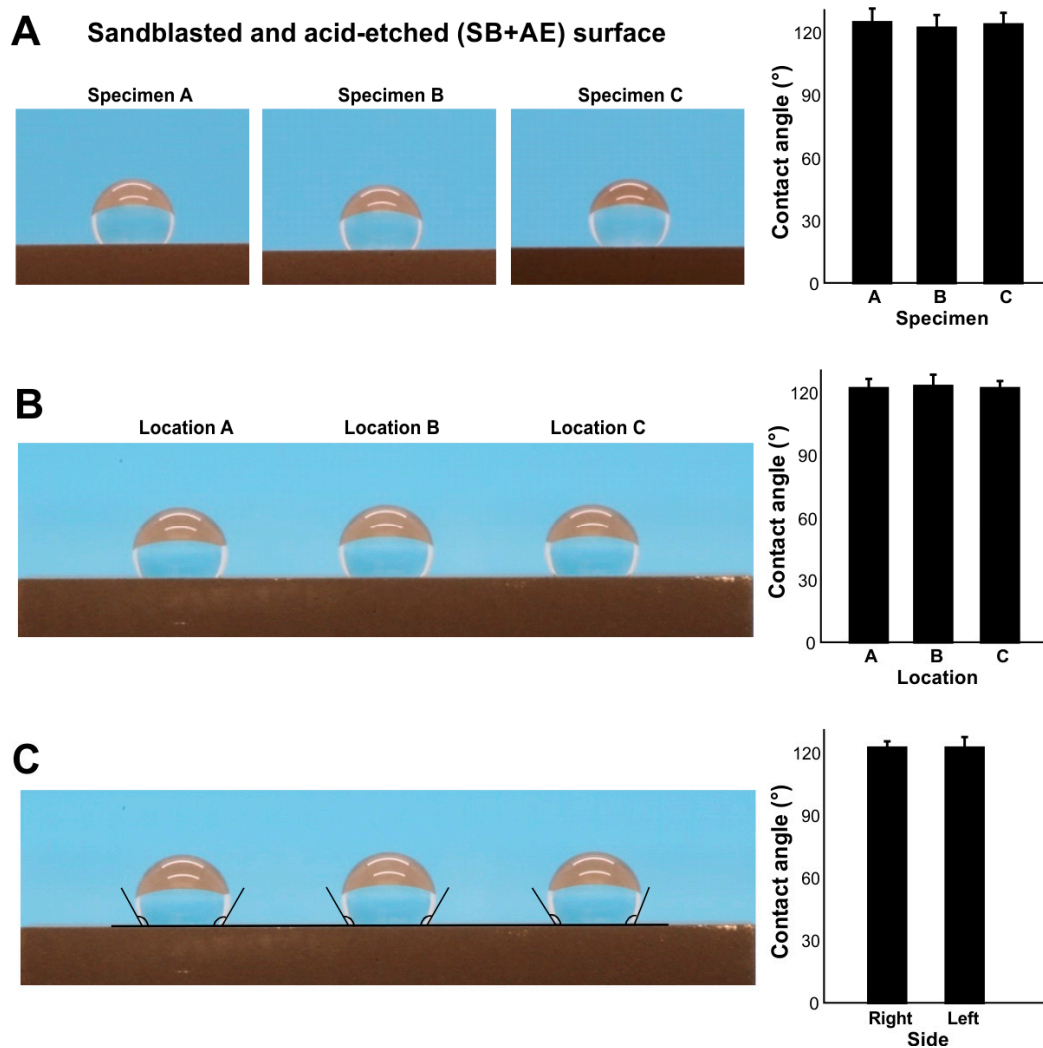 A
Sandblasted and acid-etched (SB+AE) surface
Specimen A
Specimen B
Specimen C
Contact angle (°)
120
90
60
30
0
A
B
C
Specimen
B
Location A
Location B
Location C
Contact angle (°)
120
90
60
30
0
A
B
C
Location
C
Contact angle (°)
120
90
60
30
0
Right
Left
Side